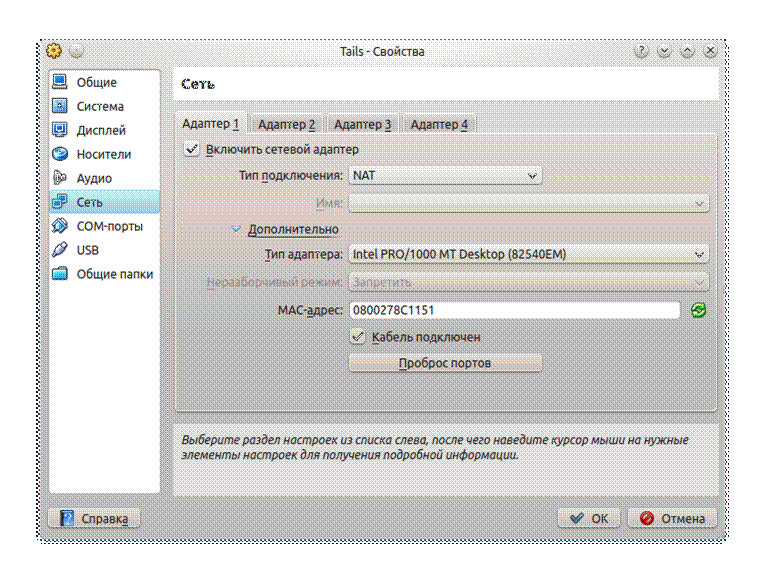 Tails - Свойства
Общие
Система
Дисплей
Носители
Аудио
Сеть
COM-порты
USB
Общие папки
Сеть
Адаптер 1 Адаптер 2 Адаптер 3 Адаптер 4
Включить сетевой адаптер
Тип подключения: NAT
Имя:
Дополнительно
Тип адаптера: Intel PRO/1000 MT Desktop (82540EM)
Неразборчивый режим: Запретить
MAC-адрес: 0800278C1151
Кабель подключен
Проброс портов
Выберите раздел настроек из списка слева, после чего наведите курсор мыши на нужные
элементы настроек для получения подробной информации.
Справка OK Отмена